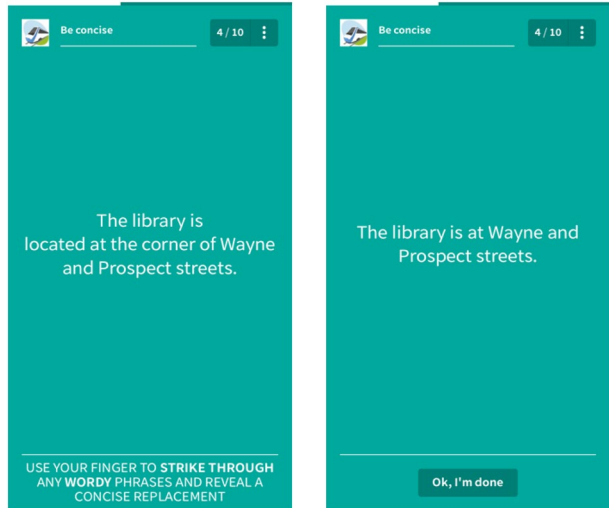 Be concise
4 / 10
The library is
located at the corner of Wayne
and Prospect streets.
USE YOUR FINGER TO STRIKE THROUGH
ANY WORDY PHRASES AND REVEAL A
CONCISE REPLACEMENT
Be concise
4 / 10
The library is at Wayne and
Prospect streets.
Ok, I'm done